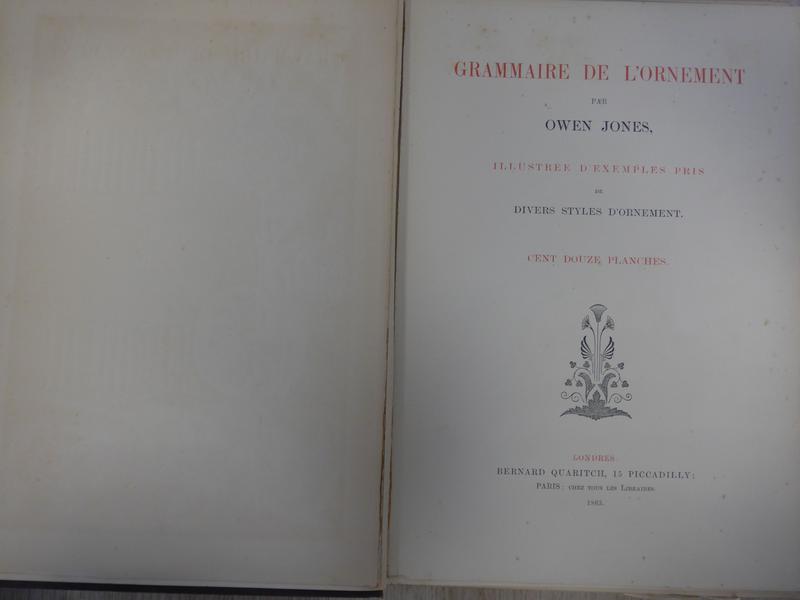 GRAMMAIRE DE L'ORNEMENT
PAR
OWEN JONES,
ILLUSTRÉE D'EXEMPLES PRIS
DE
DIVERS STYLES D'ORNEMENT.
CENT DOUZE PLANCHES.
LONDRES:
BERNARD QUARITCH, 15 PICCADILLY;
PARIS: CHEZ TOUS LES LIBRAIRES.
1865.